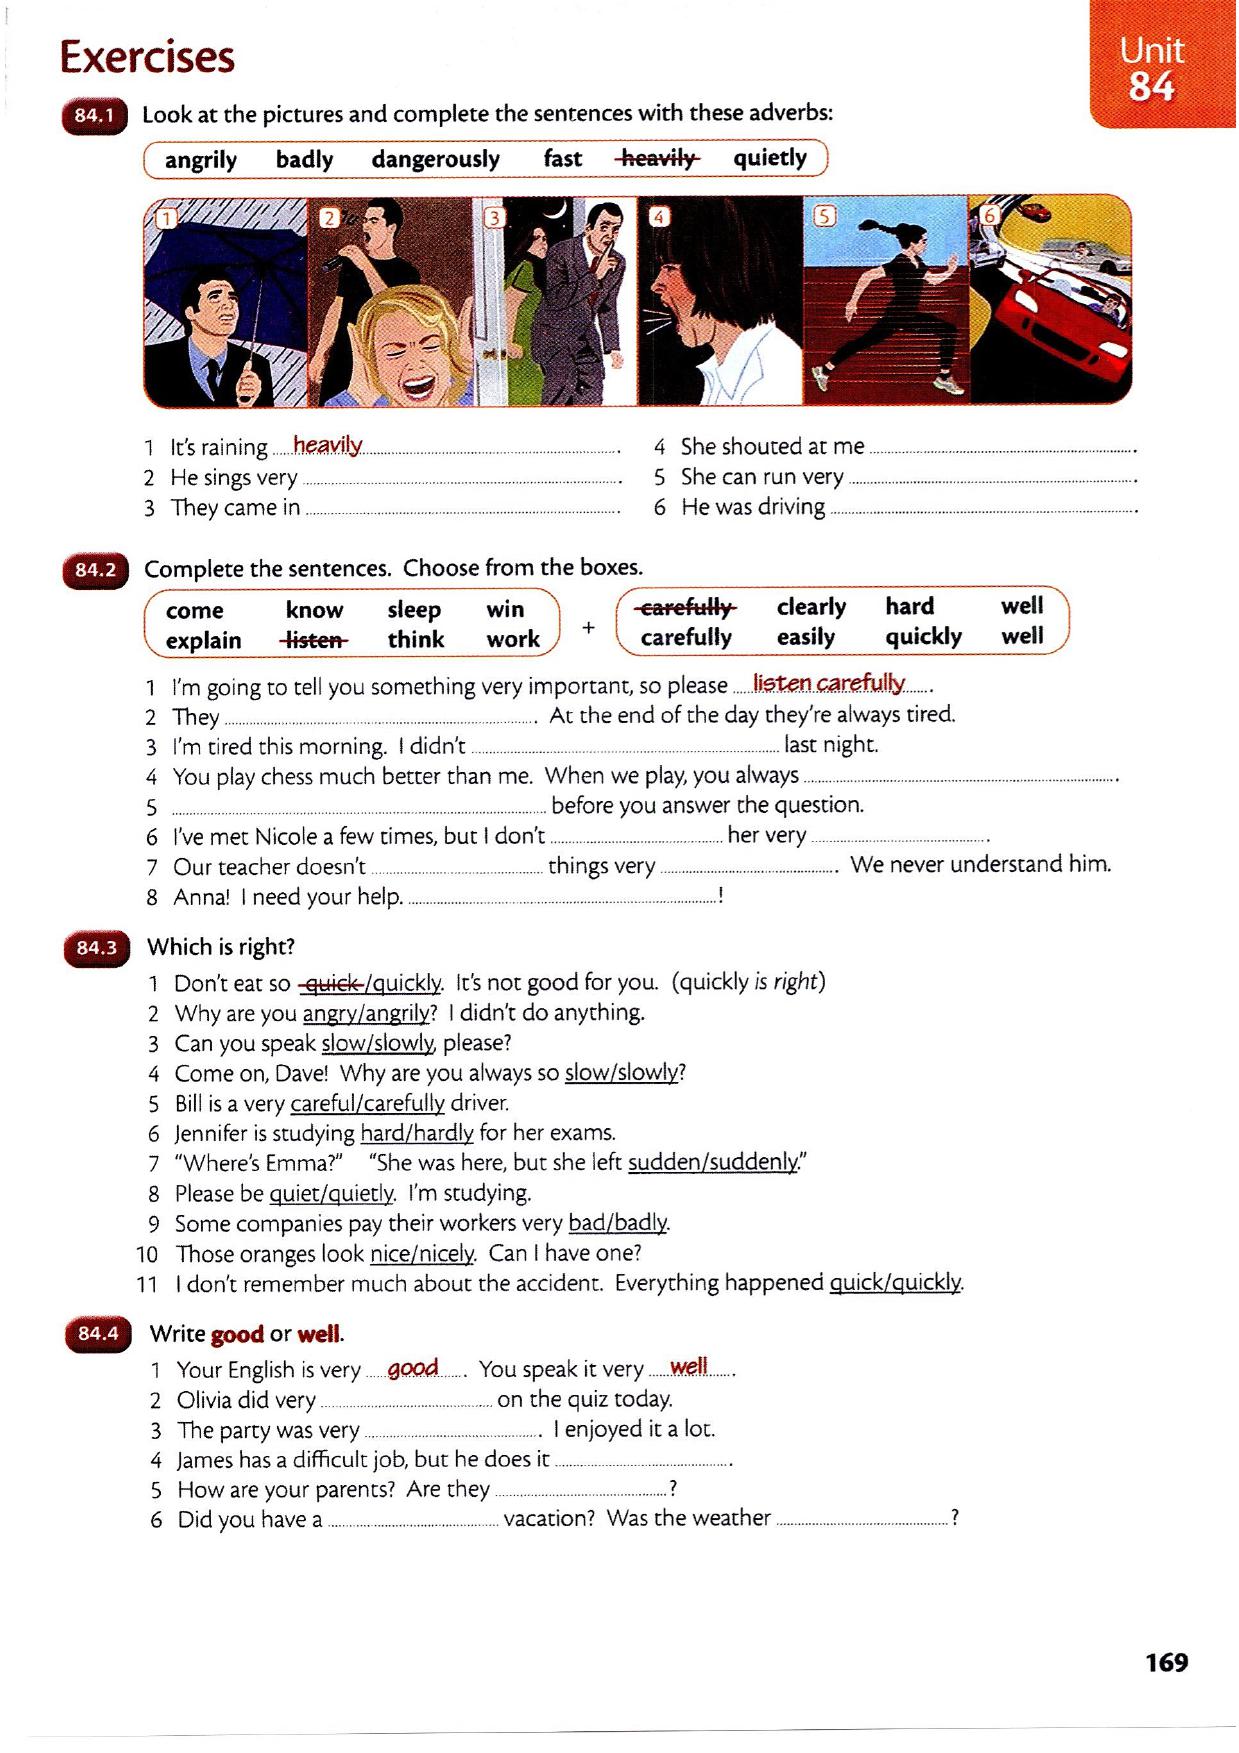 Exercises
Unit
84
84.1 Look at the pictures and complete the sentences with these adverbs:
angrily badly dangerously fast heavily quietly
1 2 3 4 5 6
1 It's raining heavily .
2 He sings very .
3 They came in .
4 She shouted at me .
5 She can run very .
6 He was driving .
84.2 Complete the sentences. Choose from the boxes.
come know sleep win
explain listen think work
+
carefully clearly hard well
carefully easily quickly well
1 I'm going to tell you something very important, so please listen carefully .
2 They . At the end of the day they're always tired.
3 I'm tired this morning. I didn't last night.
4 You play chess much better than me. When we play, you always .
5 before you answer the question.
6 I've met Nicole a few times, but I don't her very .
7 Our teacher doesn't things very . We never understand him.
8 Anna! I need your help. !
84.3 Which is right?
1 Don't eat so quick/quickly. It's not good for you. (quickly is right)
2 Why are you angry/angrily? I didn't do anything.
3 Can you speak slow/slowly, please?
4 Come on, Dave! Why are you always so slow/slowly?
5 Bill is a very careful/carefully driver.
6 Jennifer is studying hard/hardly for her exams.
7 "Where's Emma?" "She was here, but she left sudden/suddenly."
8 Please be quiet/quietly. I'm studying.
9 Some companies pay their workers very bad/badly.
10 Those oranges look nice/nicely. Can I have one?
11 I don't remember much about the accident. Everything happened quick/quickly.
84.4 Write good or well.
1 Your English is very good . You speak it very well .
2 Olivia did very on the quiz today.
3 The party was very . I enjoyed it a lot.
4 James has a difficult job, but he does it .
5 How are your parents? Are they ?
6 Did you have a vacation? Was the weather ?
169